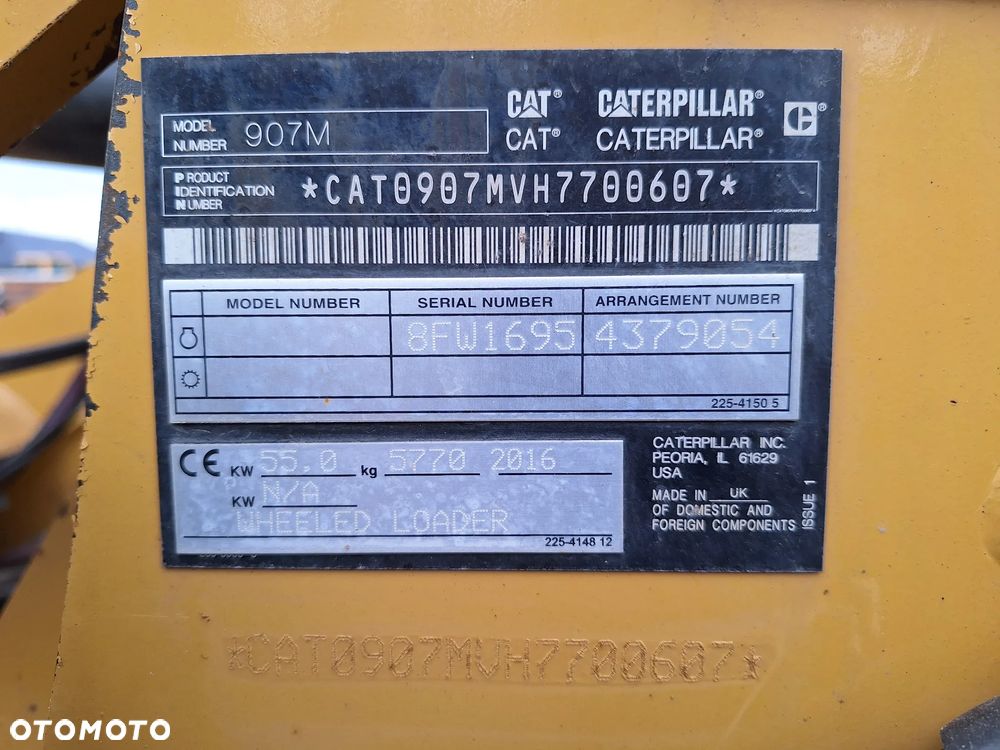 CAT® CATERPILLAR®
CAT® CATERPILLAR®
MODEL NUMBER 907M
PRODUCT IDENTIFICATION NUMBER *CAT0907MVH7700607*
MODEL NUMBER SERIAL NUMBER ARRANGEMENT NUMBER
8FW1695 4379054
225-4150 5
CE KW 55.0 kg 5770 2016
KW N/A
WHEELED LOADER
225-4148 12
CATERPILLAR INC.
PEORIA, IL 61629
USA
MADE IN UK
OF DOMESTIC AND
FOREIGN COMPONENTS
ISSUE 1
*CAT0907MVH7700607*
OTOMOTO